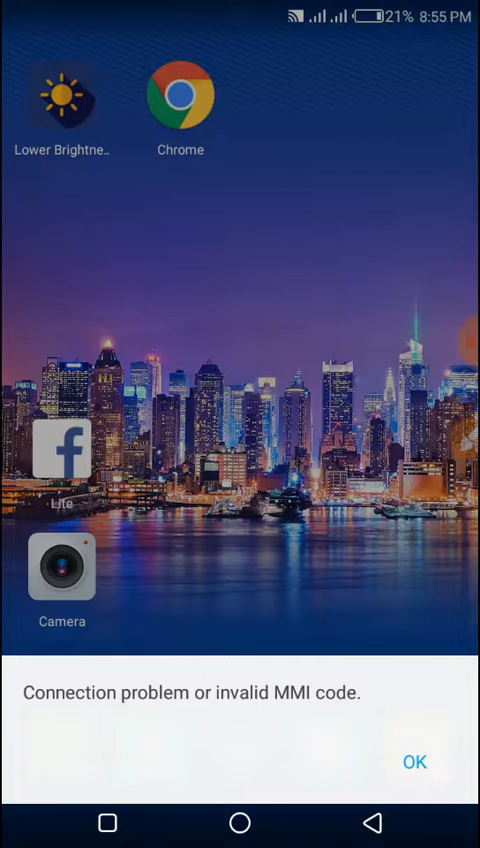 21% 8:55 PM
Lower Brightne..
Chrome
Lite
Camera
Connection problem or invalid MMI code.
OK